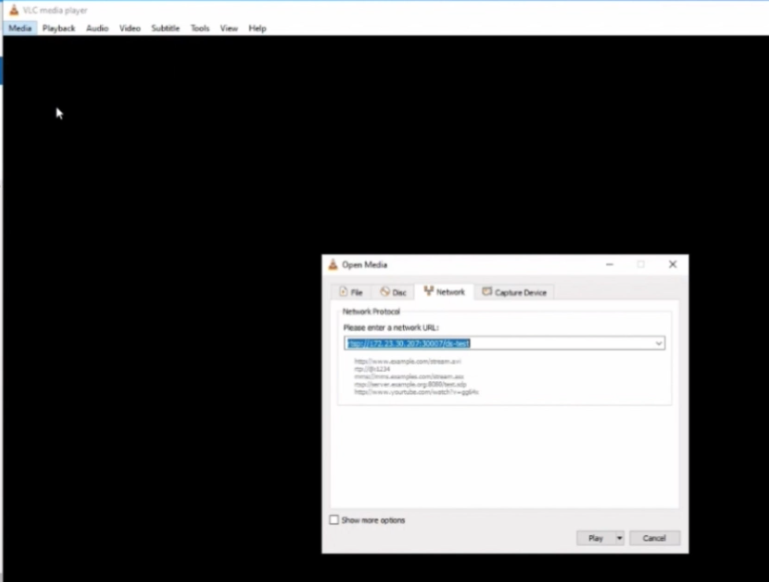 VLC media player
Media Playback Audio Video Subtitle Tools View Help
Open Media
File Disc Network Capture Device
Network Protocol
Please enter a network URL:
rtsp://172.23.30.207:30007/ds-test
http://www.example.com/stream.avi
rtp://@:1234
mms://mms.examples.com/stream.asx
rtsp://server.example.org:8080/test.sdp
http://www.yourtube.com/watch?v=gg64x
Show more options
Play Cancel